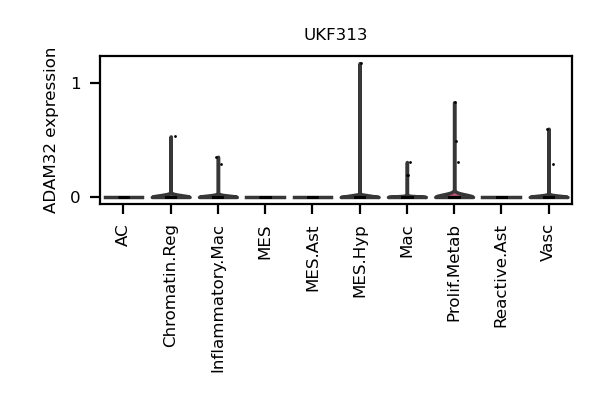 UKF313
ADAM32 expression
1
0
AC
Chromatin.Reg
Inflammatory.Mac
MES
MES.Ast
MES.Hyp
Mac
Prolif.Metab
Reactive.Ast
Vasc